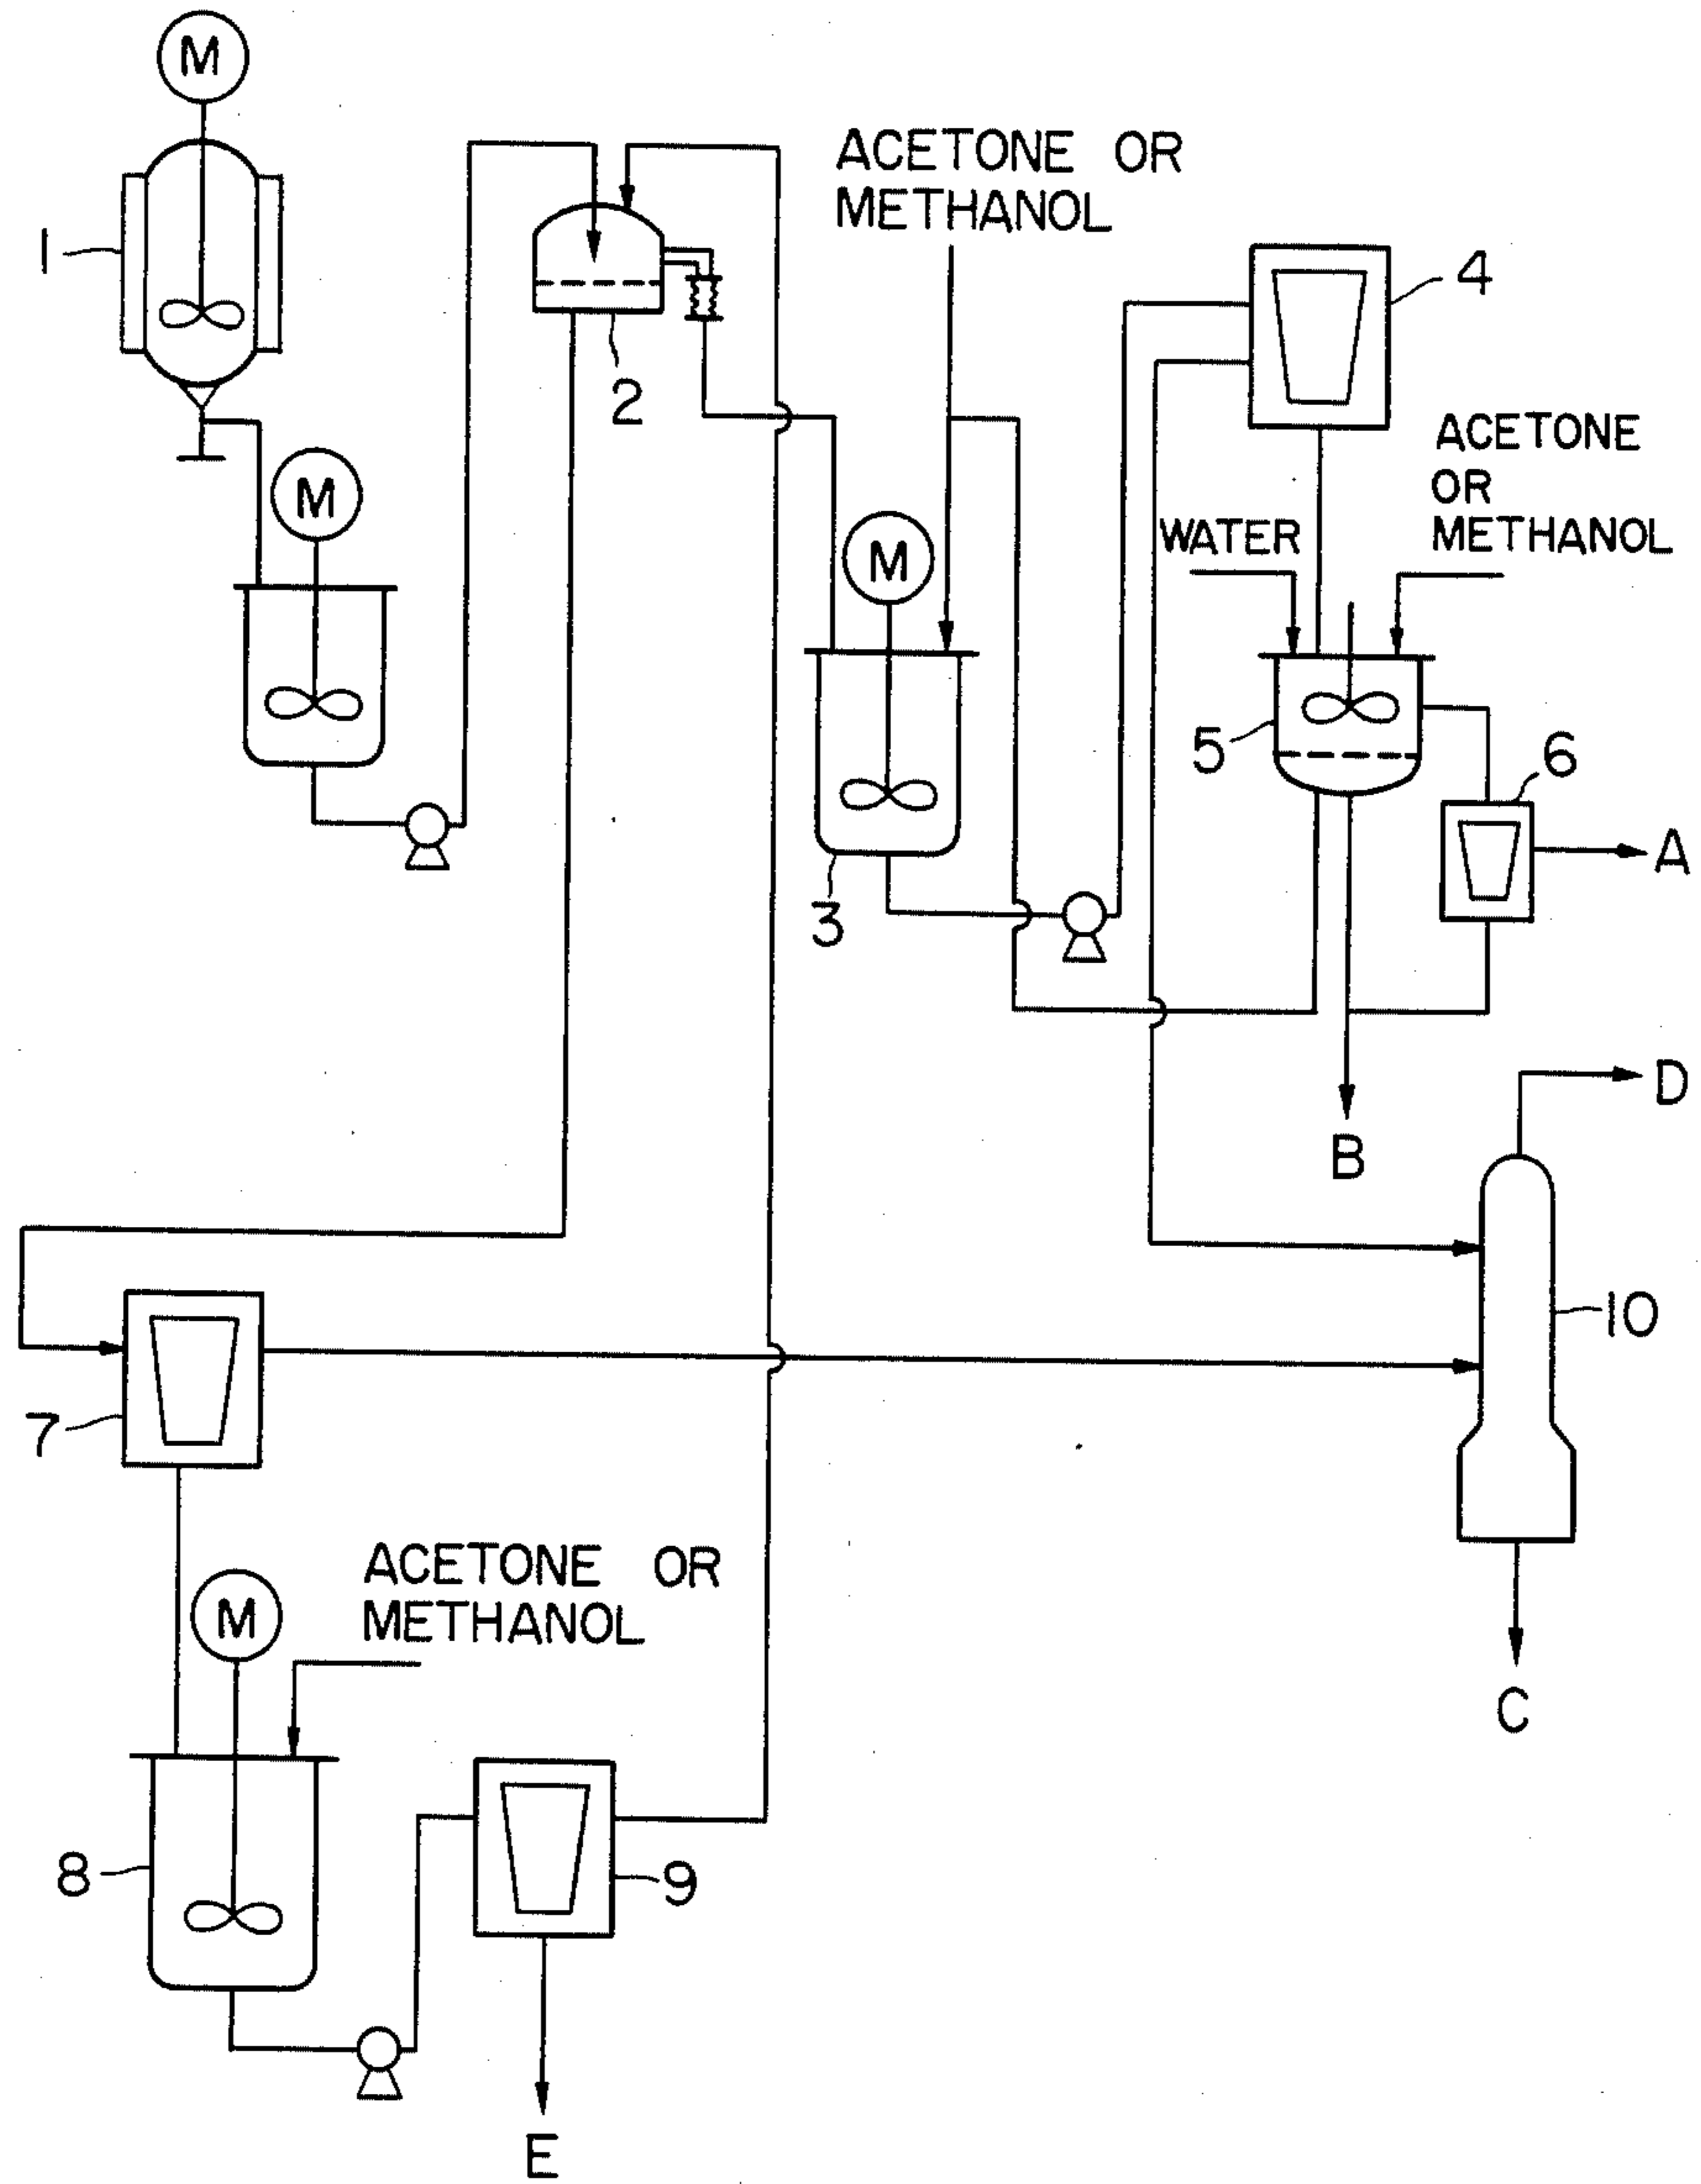 M
ACETONE OR
METHANOL
1
4
2
ACETONE
OR
METHANOL
WATER
M
M
5
6
A
3
D
B
10
7
ACETONE OR
METHANOL
M
C
8
9
E